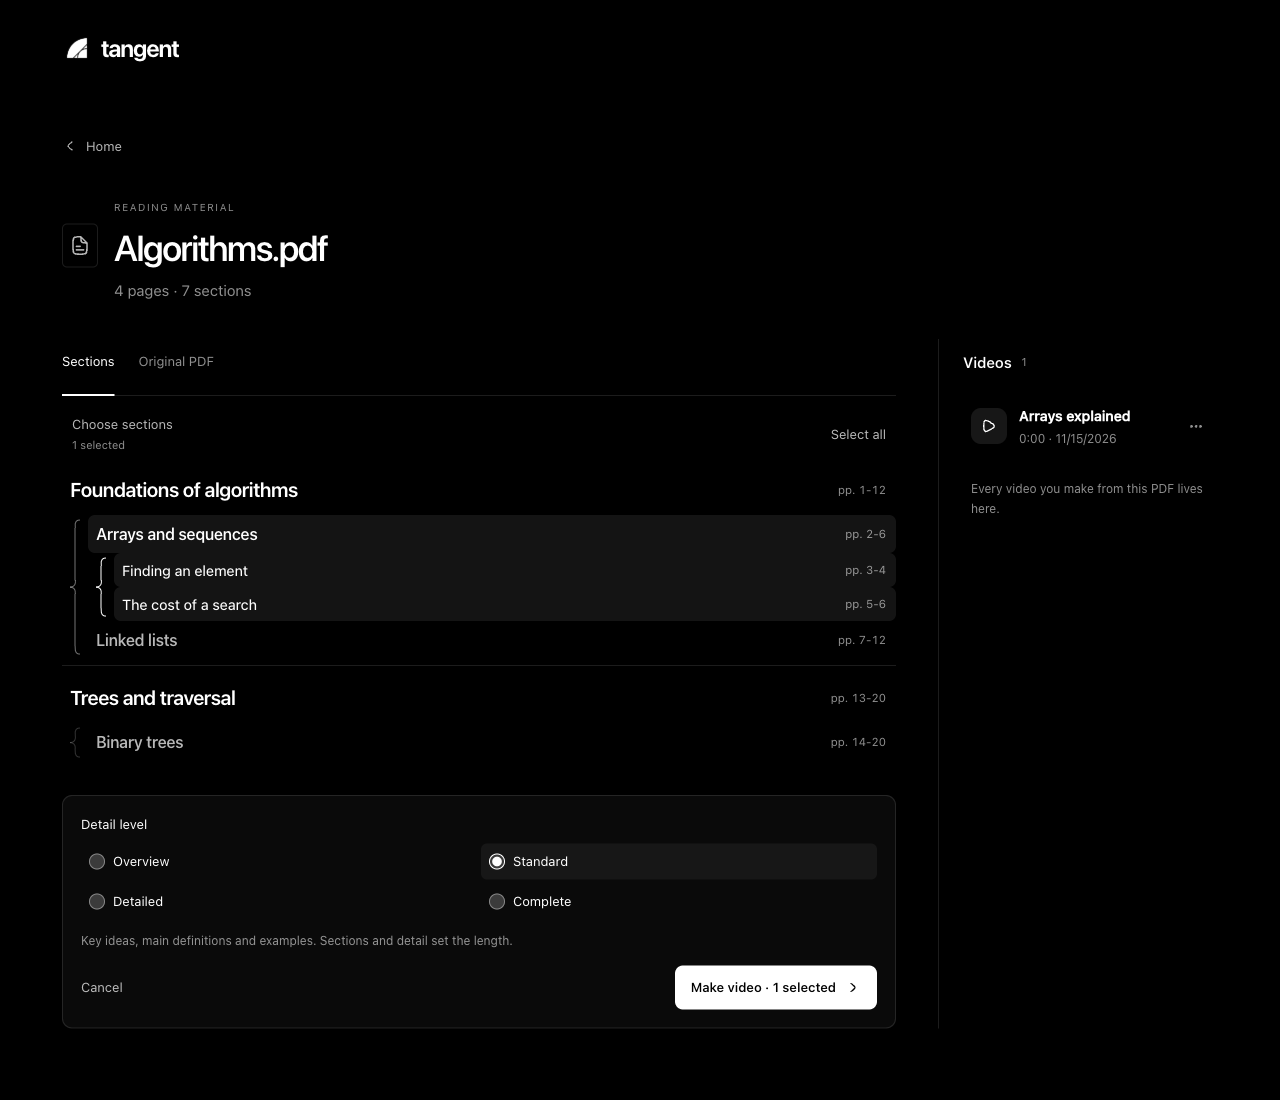 tangent
Home
READING MATERIAL
Algorithms.pdf
4 pages · 7 sections
Sections
Original PDF
Choose sections
1 selected
Select all
Foundations of algorithms
pp. 1-12
Arrays and sequences
pp. 2-6
Finding an element
pp. 3-4
The cost of a search
pp. 5-6
Linked lists
pp. 7-12
Trees and traversal
pp. 13-20
Binary trees
pp. 14-20
Detail level
Overview
Standard
Detailed
Complete
Key ideas, main definitions and examples. Sections and detail set the length.
Cancel
Make video · 1 selected
Videos 1
Arrays explained
0:00 · 11/15/2026
Every video you make from this PDF lives
here.